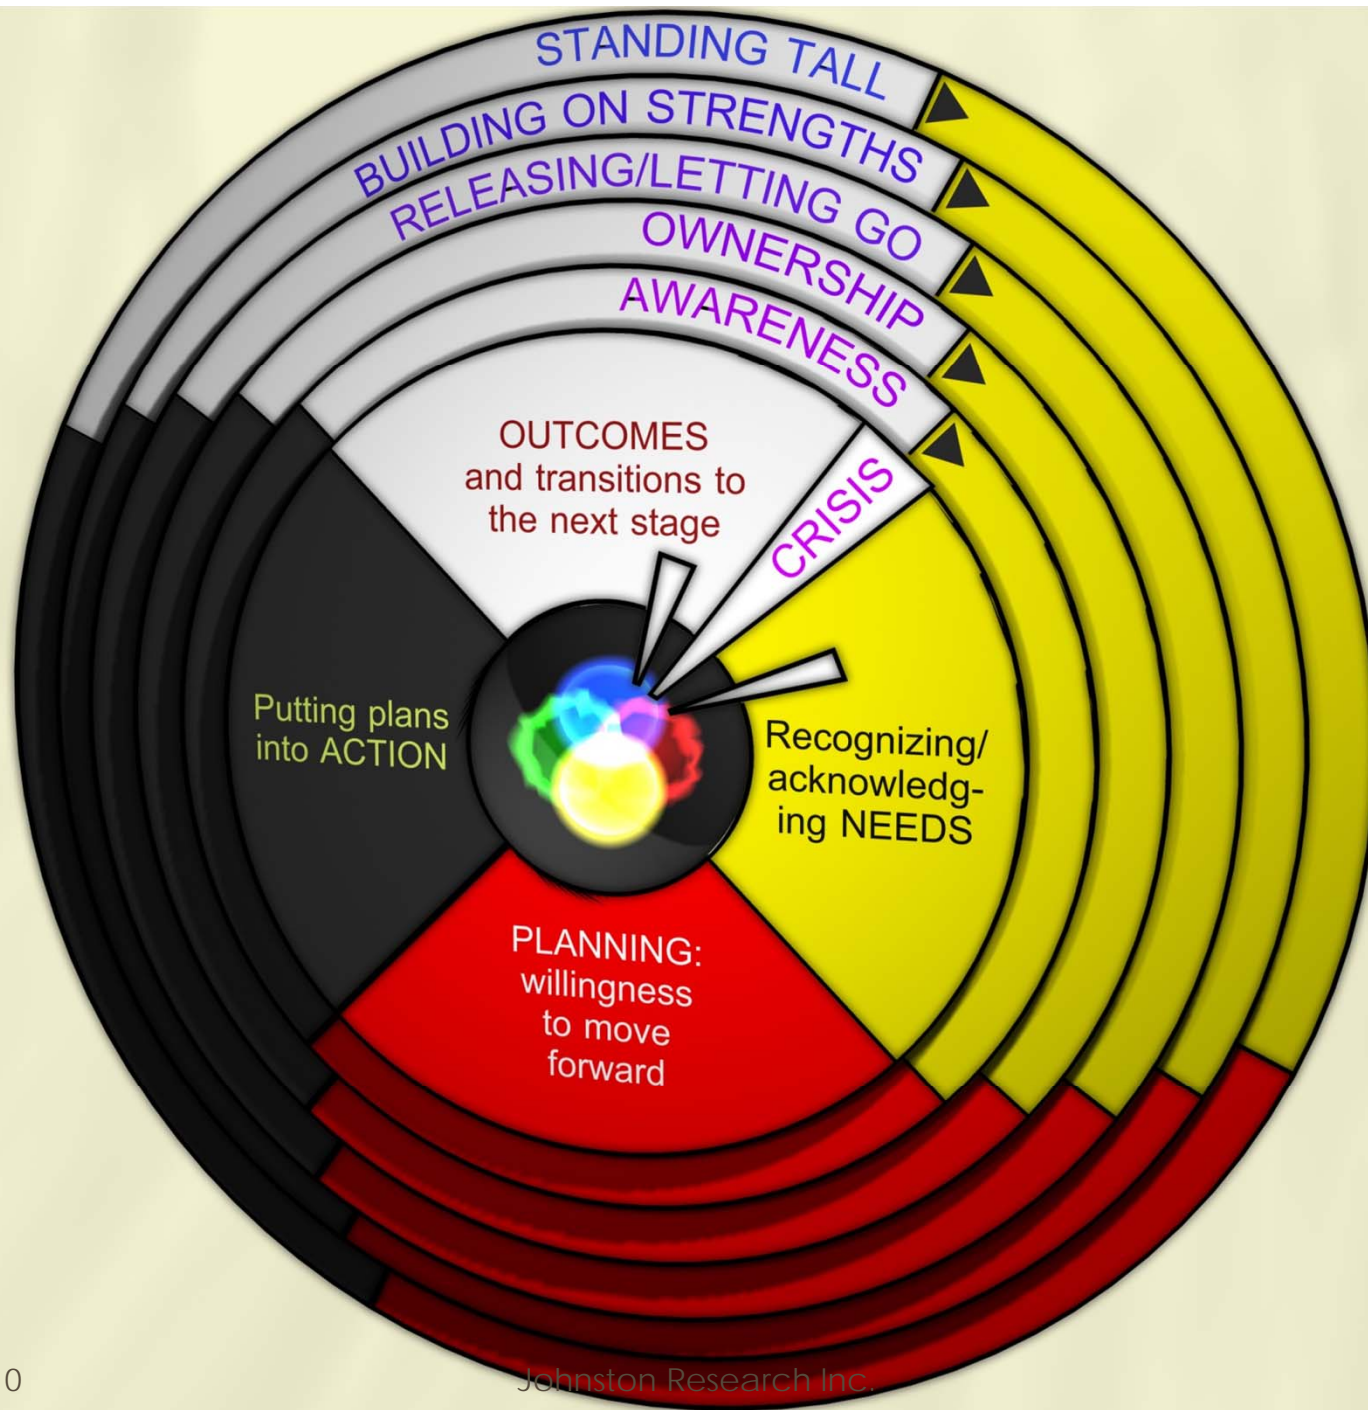 STANDING TALL
BUILDING ON STRENGTHS
RELEASING/LETTING GO
OWNERSHIP
AWARENESS
CRISIS
OUTCOMES
and transitions to
the next stage
Recognizing/
acknowledg-
ing NEEDS
PLANNING:
willingness
to move
forward
Putting plans
into ACTION
0
Johnston Research Inc.